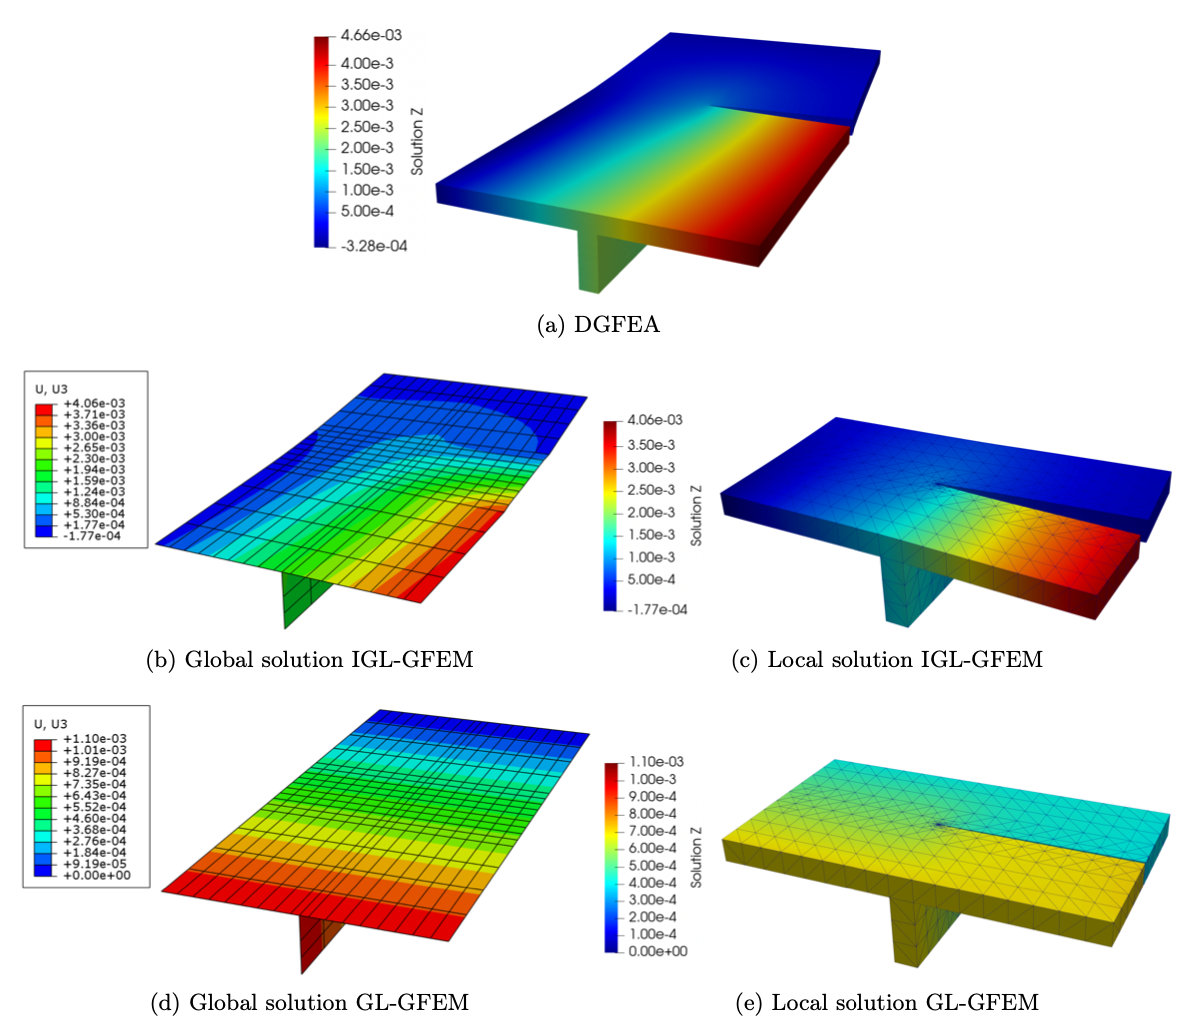 4.66e-03
4.00e-3
3.50e-3
3.00e-3
2.50e-3
2.00e-3
1.50e-3
1.00e-3
5.00e-4
-3.28e-04
Solution Z
(a) DGFEA
U, U3
+4.06e-03
+3.71e-03
+3.36e-03
+3.00e-03
+2.65e-03
+2.30e-03
+1.94e-03
+1.59e-03
+1.24e-03
+8.84e-04
+5.30e-04
+1.77e-04
-1.77e-04
(b) Global solution IGL-GFEM
4.06e-03
3.50e-3
3.00e-3
2.50e-3
2.00e-3
1.50e-3
1.00e-3
5.00e-4
-1.77e-04
Solution Z
(c) Local solution IGL-GFEM
U, U3
+1.10e-03
+1.01e-03
+9.19e-04
+8.27e-04
+7.35e-04
+6.43e-04
+5.52e-04
+4.60e-04
+3.68e-04
+2.76e-04
+1.84e-04
+9.19e-05
+0.00e+00
(d) Global solution GL-GFEM
1.10e-03
1.00e-3
9.00e-4
8.00e-4
7.00e-4
6.00e-4
5.00e-4
4.00e-4
3.00e-4
2.00e-4
1.00e-4
0.00e+00
Solution Z
(e) Local solution GL-GFEM